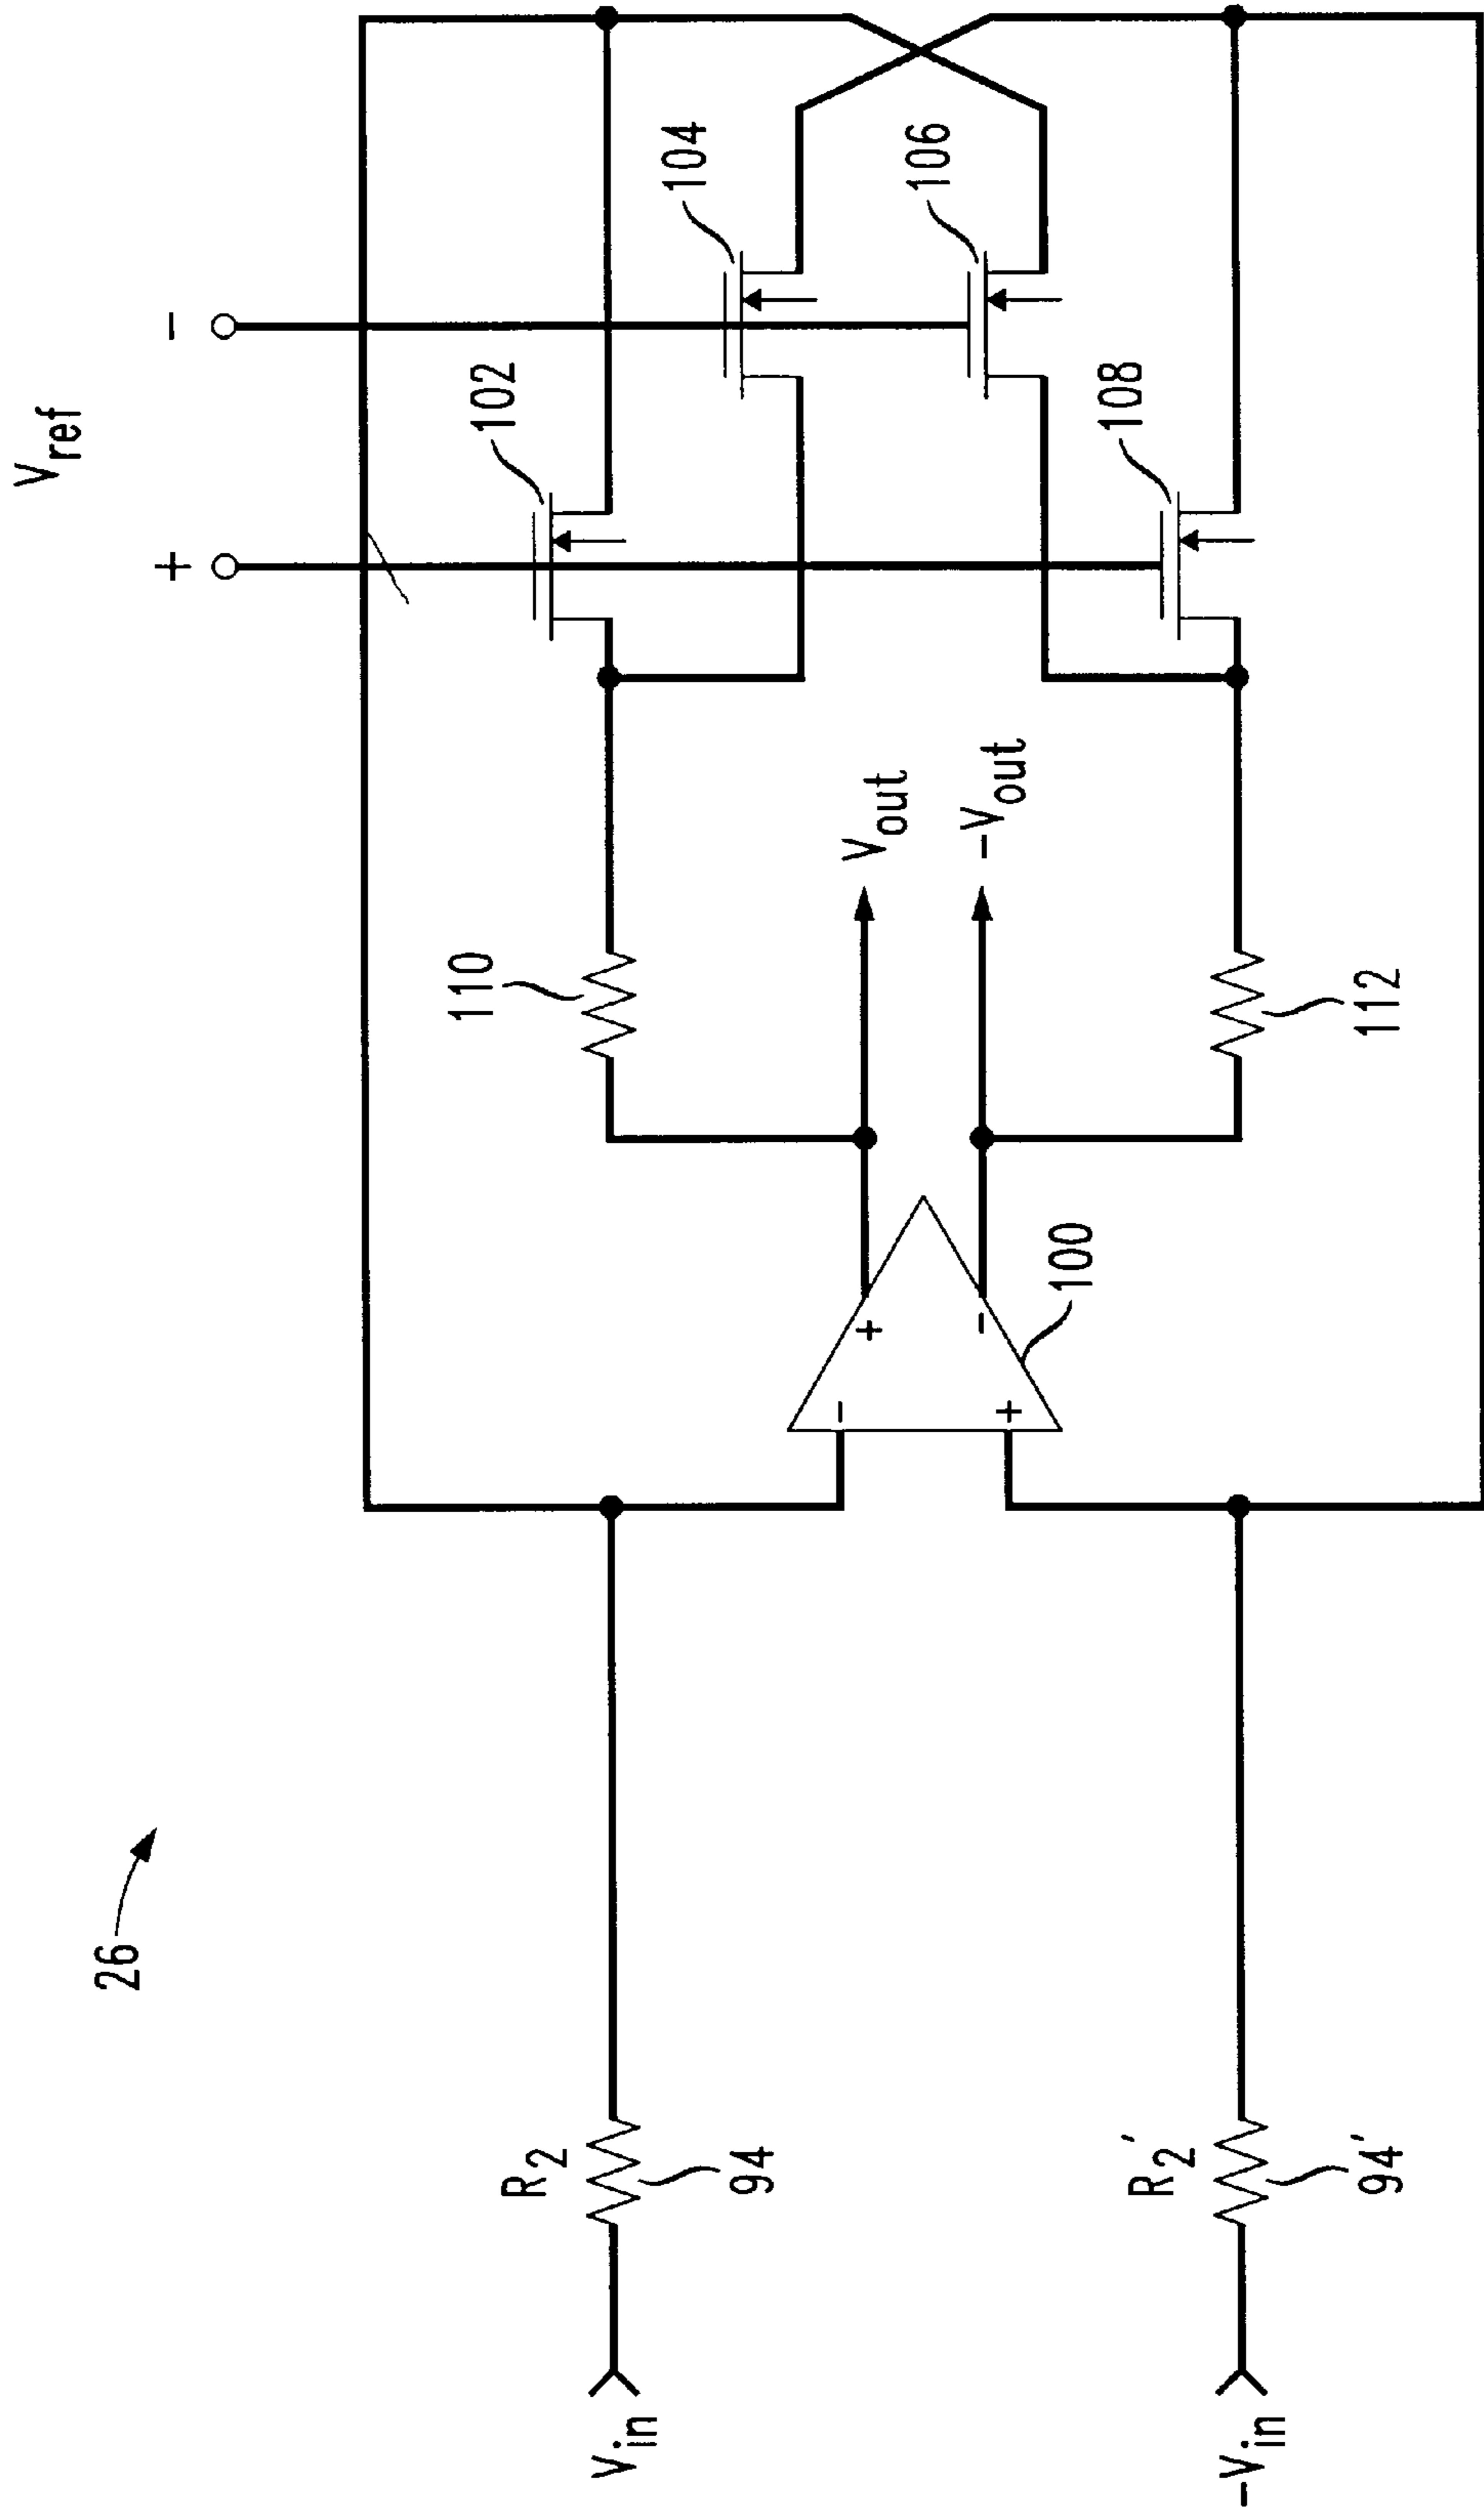 26
Vref
+
-
102
104
106
108
110
112
Vout
-Vout
+
-
-
+
100
R2
94
R2'
94'
Vin
-Vin